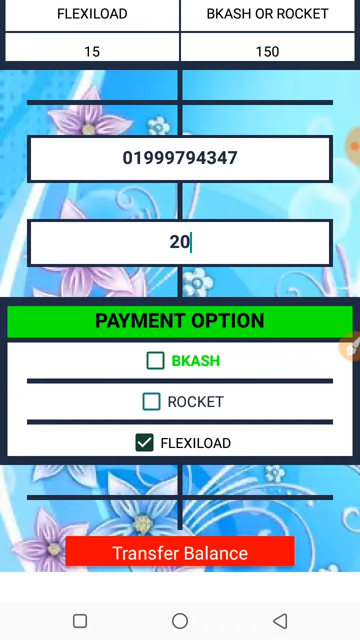 FLEXILOAD BKASH OR ROCKET
15 150
01999794347
20
PAYMENT OPTION
BKASH
ROCKET
FLEXILOAD
Transfer Balance